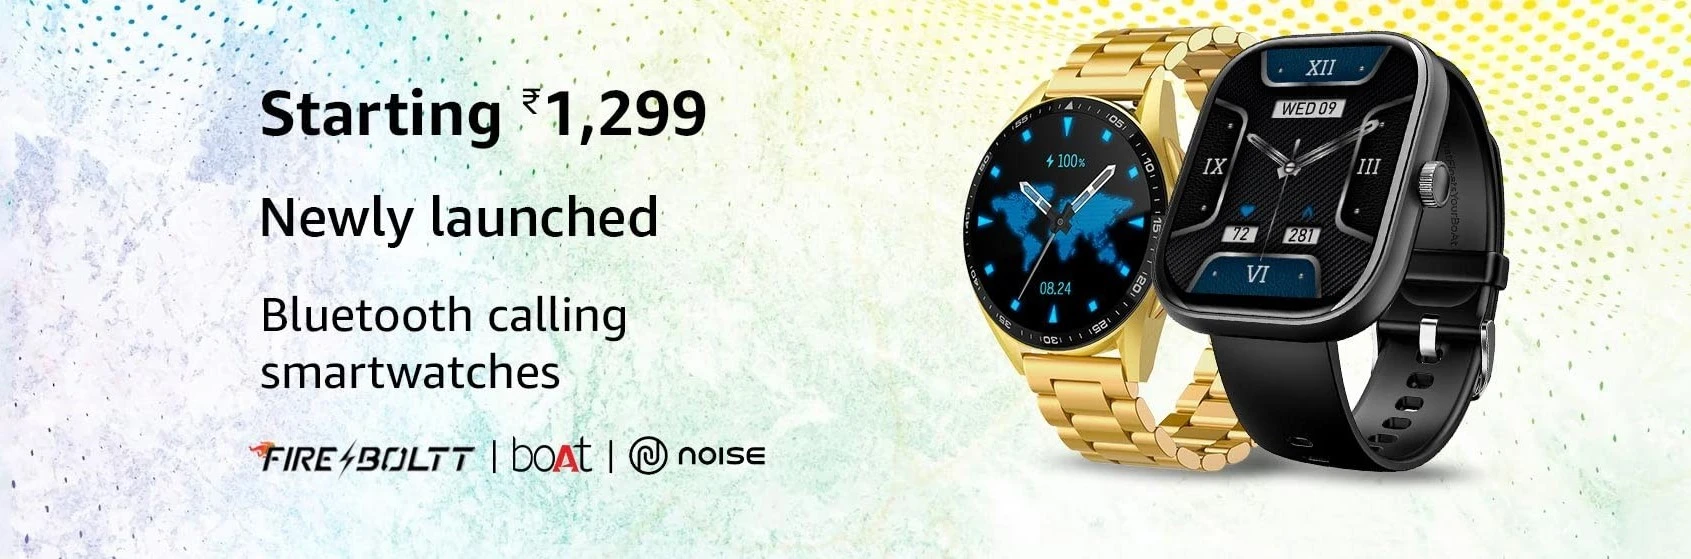 Starting ₹1,299
Newly launched
Bluetooth calling
smartwatches
FIRE BOLTT | boAt | noise
100%
08.24
XII
WED 09
IX
III
72
281
VI